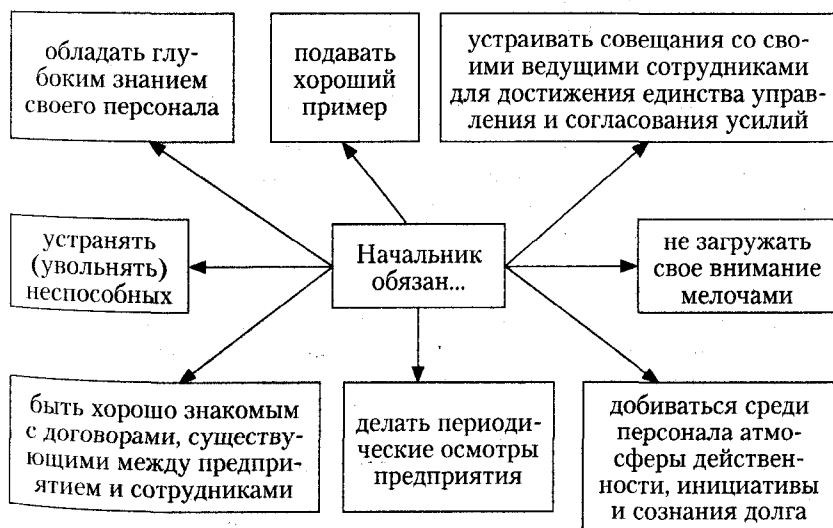 обладать глу-
боким знанием
своего персонала
подавать
хороший
пример
устраивать совещания со сво-
ими ведущими сотрудниками
для достижения единства управ-
ления и согласования усилий
устранять
(увольнять)
неспособных
Начальник
обязан...
не загружать
свое внимание
мелочами
быть хорошо знакомым
с договорами, существу-
ющими между предпри-
ятием и сотрудниками
делать периоди-
ческие осмотры
предприятия
добиваться среди
персонала атмо-
сферы действен-
ности, инициативы
и сознания долга